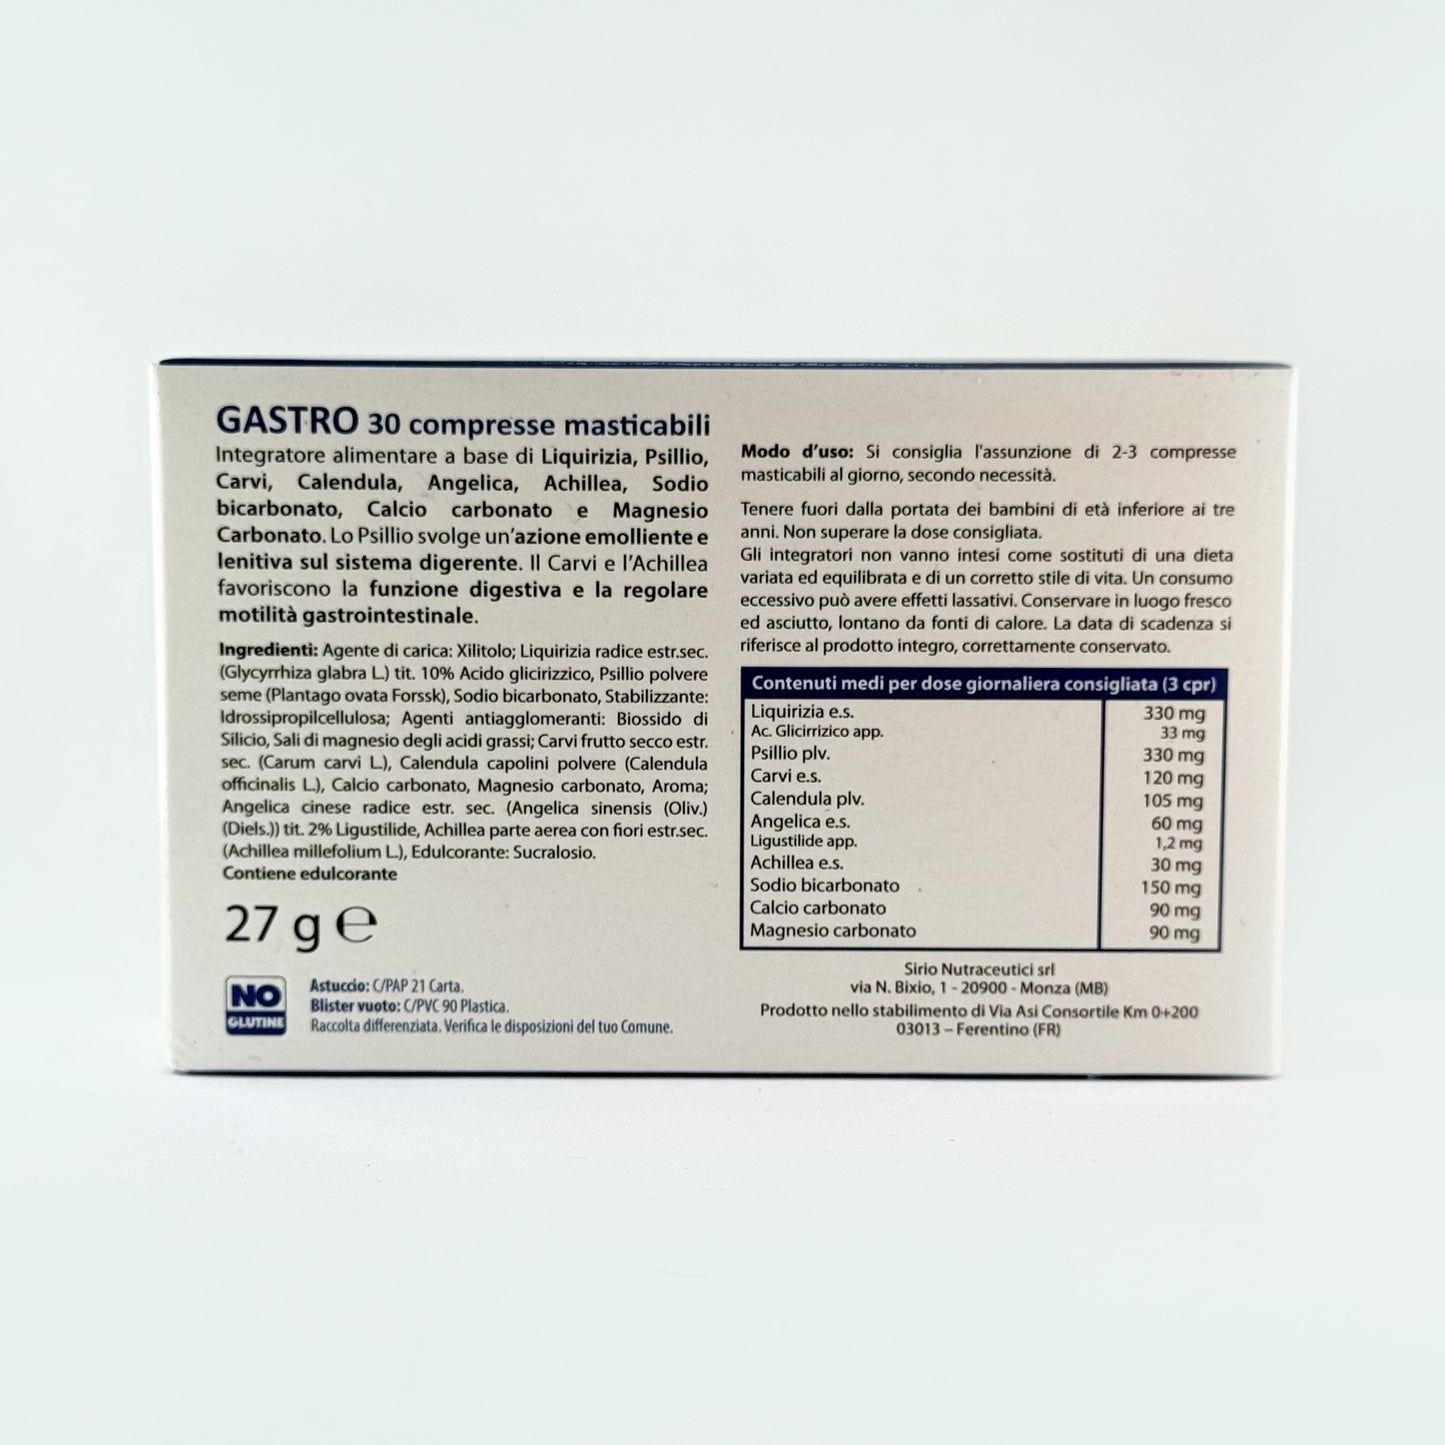 GASTRO 30 compresse masticabili
Integratore alimentare a base di Liquirizia, Psillio,
Carvi, Calendula, Angelica, Achillea, Sodio
bicarbonato, Calcio carbonato e Magnesio
Carbonato. Lo Psillio svolge un'azione emolliente e
lenitiva sul sistema digerente. Il Carvi e l'Achillea
favoriscono la funzione digestiva e la regolare
motilità gastrointestinale.
Ingredienti: Agente di carica: Xilitolo; Liquirizia radice estr.sec.
(Glycyrrhiza glabra L.) tit. 10% Acido glicirizzico, Psillio polvere
seme (Plantago ovata Forssk), Sodio bicarbonato, Stabilizzante:
Idrossipropilcellulosa; Agenti antiagglomeranti: Biossido di
Silicio, Sali di magnesio degli acidi grassi; Carvi frutto secco estr.
sec. (Carum carvi L.), Calendula capolini polvere (Calendula
officinalis L.), Calcio carbonato, Magnesio carbonato, Aroma;
Angelica cinese radice estr. sec. (Angelica sinensis (Oliv.)
(Diels.)) tit. 2% Ligustilide, Achillea parte aerea con fiori estr.sec.
(Achillea millefolium L.), Edulcorante: Sucralosio.
Contiene edulcorante
27 g ℮
NO
GLUTINE
Astuccio: C/PAP 21 Carta.
Blister vuoto: C/PVC 90 Plastica.
Raccolta differenziata. Verifica le disposizioni del tuo Comune.
Modo d'uso: Si consiglia l'assunzione di 2-3 compresse
masticabili al giorno, secondo necessità.
Tenere fuori dalla portata dei bambini di età inferiore ai tre
anni. Non superare la dose consigliata.
Gli integratori non vanno intesi come sostituti di una dieta
variata ed equilibrata e di un corretto stile di vita. Un consumo
eccessivo può avere effetti lassativi. Conservare in luogo fresco
ed asciutto, lontano da fonti di calore. La data di scadenza si
riferisce al prodotto integro, correttamente conservato.
Contenuti medi per dose giornaliera consigliata (3 cpr)
Liquirizia e.s. 330 mg
Ac. Glicirrizico app. 33 mg
Psillio plv. 330 mg
Carvi e.s. 120 mg
Calendula plv. 105 mg
Angelica e.s. 60 mg
Ligustilide app. 1,2 mg
Achillea e.s. 30 mg
Sodio bicarbonato 150 mg
Calcio carbonato 90 mg
Magnesio carbonato 90 mg
Sirio Nutraceutici srl
via N. Bixio, 1 - 20900 - Monza (MB)
Prodotto nello stabilimento di Via Asi Consortile Km 0+200
03013 – Ferentino (FR)